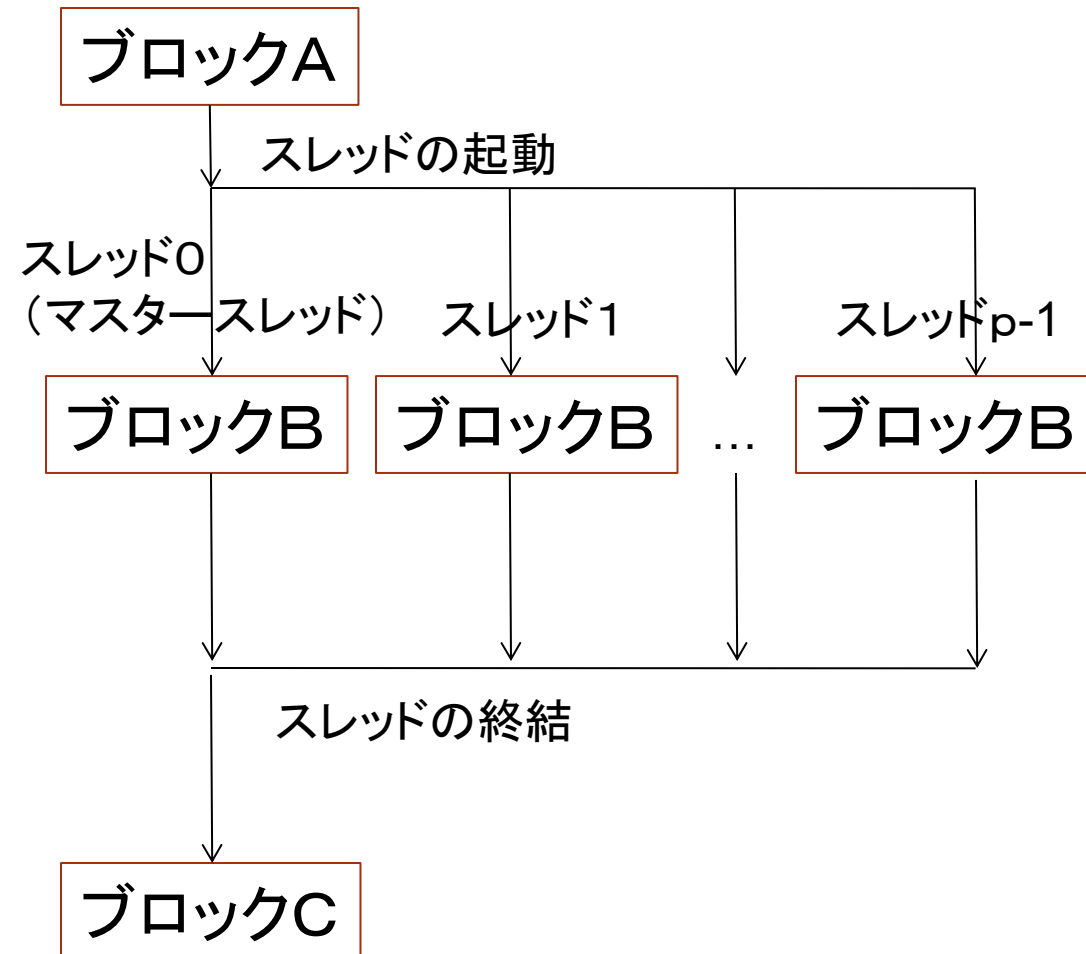 ブロックA
スレッドの起動
スレッド0
（マスタースレッド）
スレッド1
スレッドp-1
ブロックB
ブロックB
…
ブロックB
スレッドの終結
ブロックC